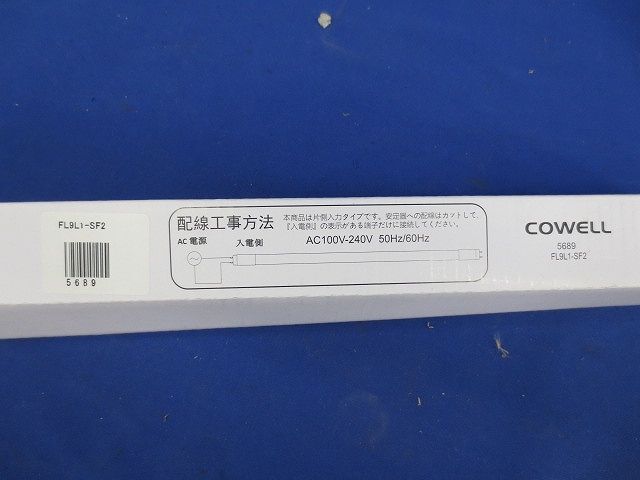 FL9L1-SF2
5689
配線工事方法
本商品は片側入力タイプです。安定器への配線はカットして、
『入電側』の表示がある端子だけに接続してください。
AC 電源
入電側
AC100V-240V 50Hz/60Hz
COWELL
5689
FL9L1-SF2